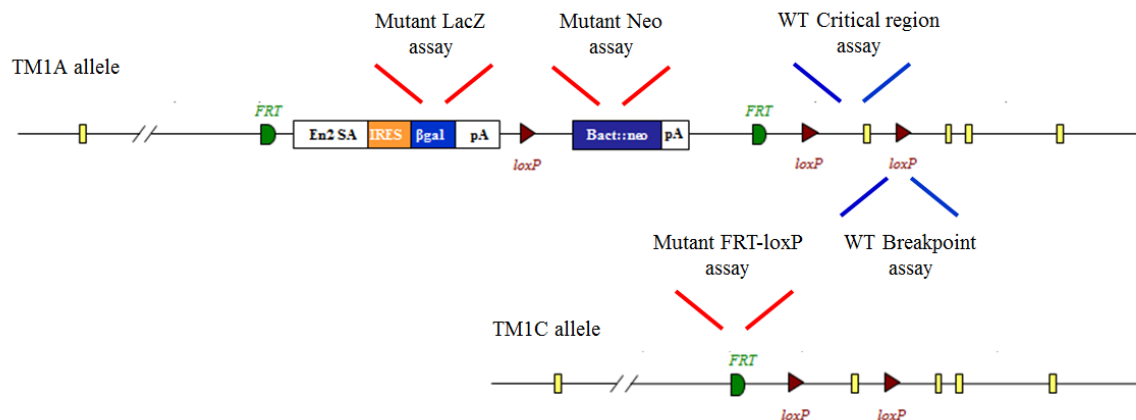 Mutant LacZ
assay
Mutant Neo
assay
WT Critical region
assay
TM1A allele
FRT
En2 SA
IRES
βgal
pA
loxP
Bact::neo
pA
FRT
loxP
loxP
Mutant FRT-loxP
assay
WT Breakpoint
assay
TM1C allele
FRT
loxP
loxP